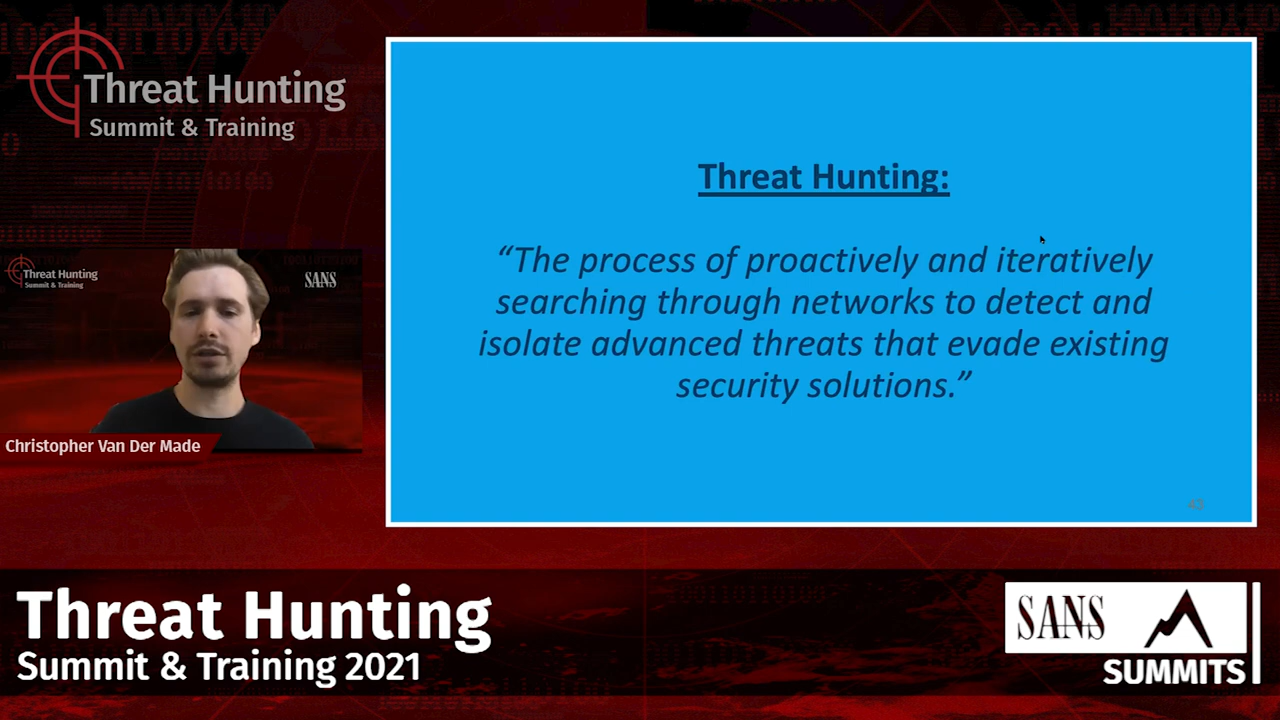 Threat Hunting
Summit & Training
Threat Hunting:
“The process of proactively and iteratively
searching through networks to detect and
isolate advanced threats that evade existing
security solutions.”
Threat Hunting
Summit & Training
SANS
Christopher Van Der Made
Threat Hunting
Summit & Training 2021
SANS
SUMMITS